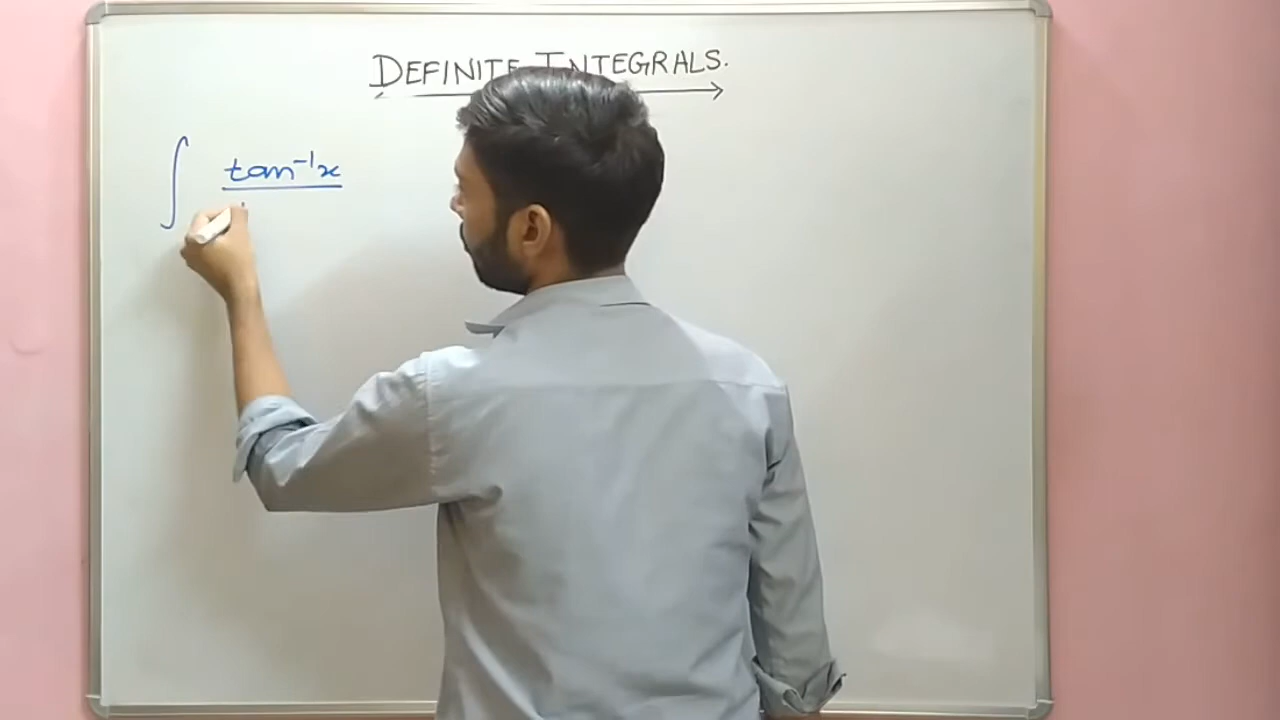 DEFINITE INTEGRALS.
∫ tan⁻¹x